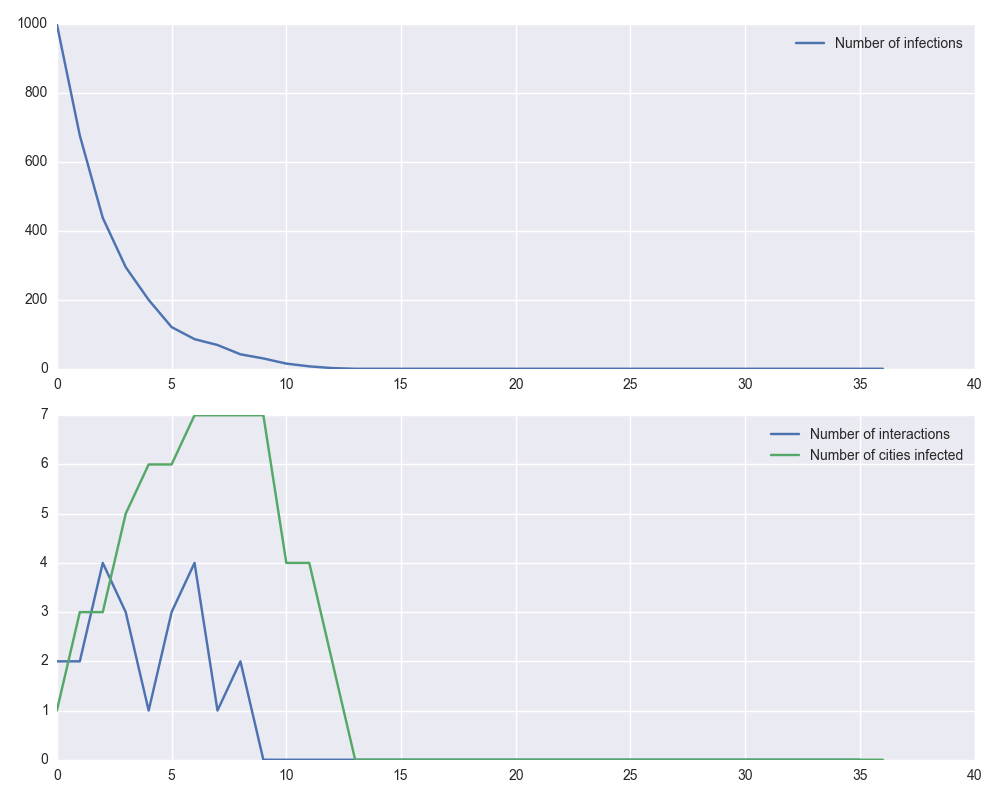 1000
Number of infections
800
600
400
200
0
0 5 10 15 20 25 30 35 40
7
Number of interactions
Number of cities infected
6
5
4
3
2
1
0
0 5 10 15 20 25 30 35 40